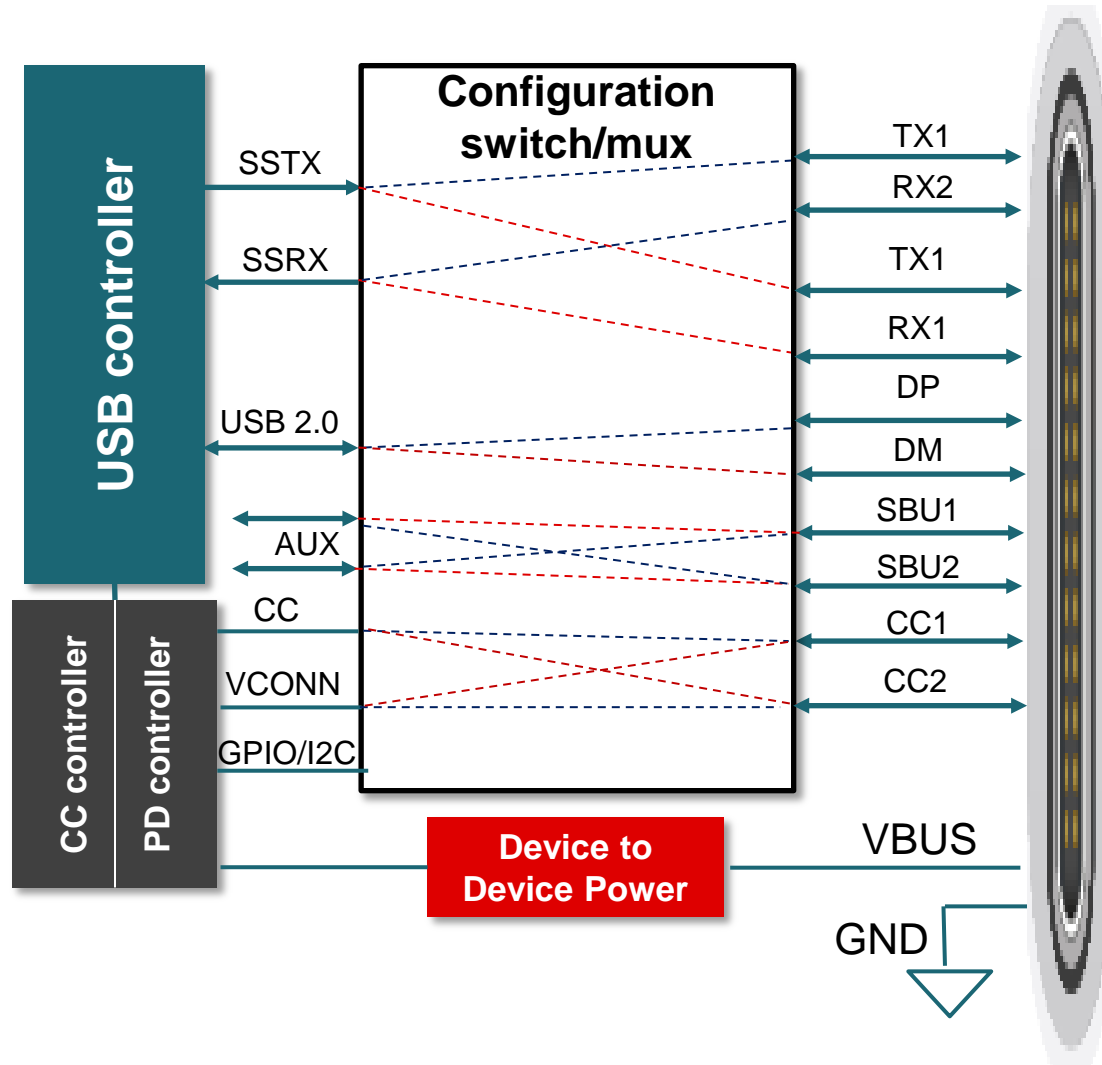 Configuration
switch/mux
USB controller
SSTX
SSRX
USB 2.0
AUX
CC
VCONN
GPIO/I2C
CC controller
PD controller
TX1
RX2
TX1
RX1
DP
DM
SBU1
SBU2
CC1
CC2
Device to
Device Power
VBUS
GND